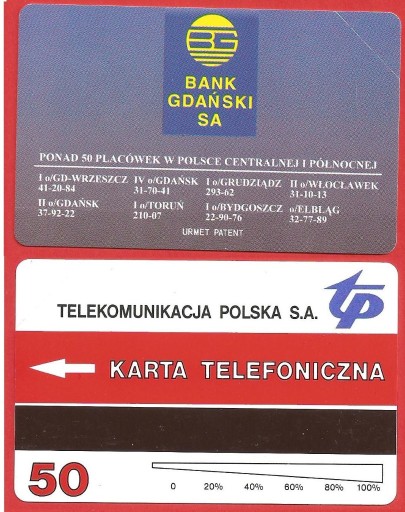 BG
BANK
GDAŃSKI
SA
PONAD 50 PLACÓWEK W POLSCE CENTRALNEJ I PÓŁNOCNEJ
I o/GD-WRZESZCZ IV o/GDAŃSK I o/GRUDZIĄDZ II o/WŁOCŁAWEK
41-20-84 31-70-41 293-62 31-10-13
II o/GDAŃSK I o/TORUŃ I o/BYDGOSZCZ o/ELBLĄG
37-92-22 210-07 22-90-76 32-77-89
URMET PATENT
TELEKOMUNIKACJA POLSKA S.A. tp
KARTA TELEFONICZNA
50
0 20% 40% 60% 80% 100%